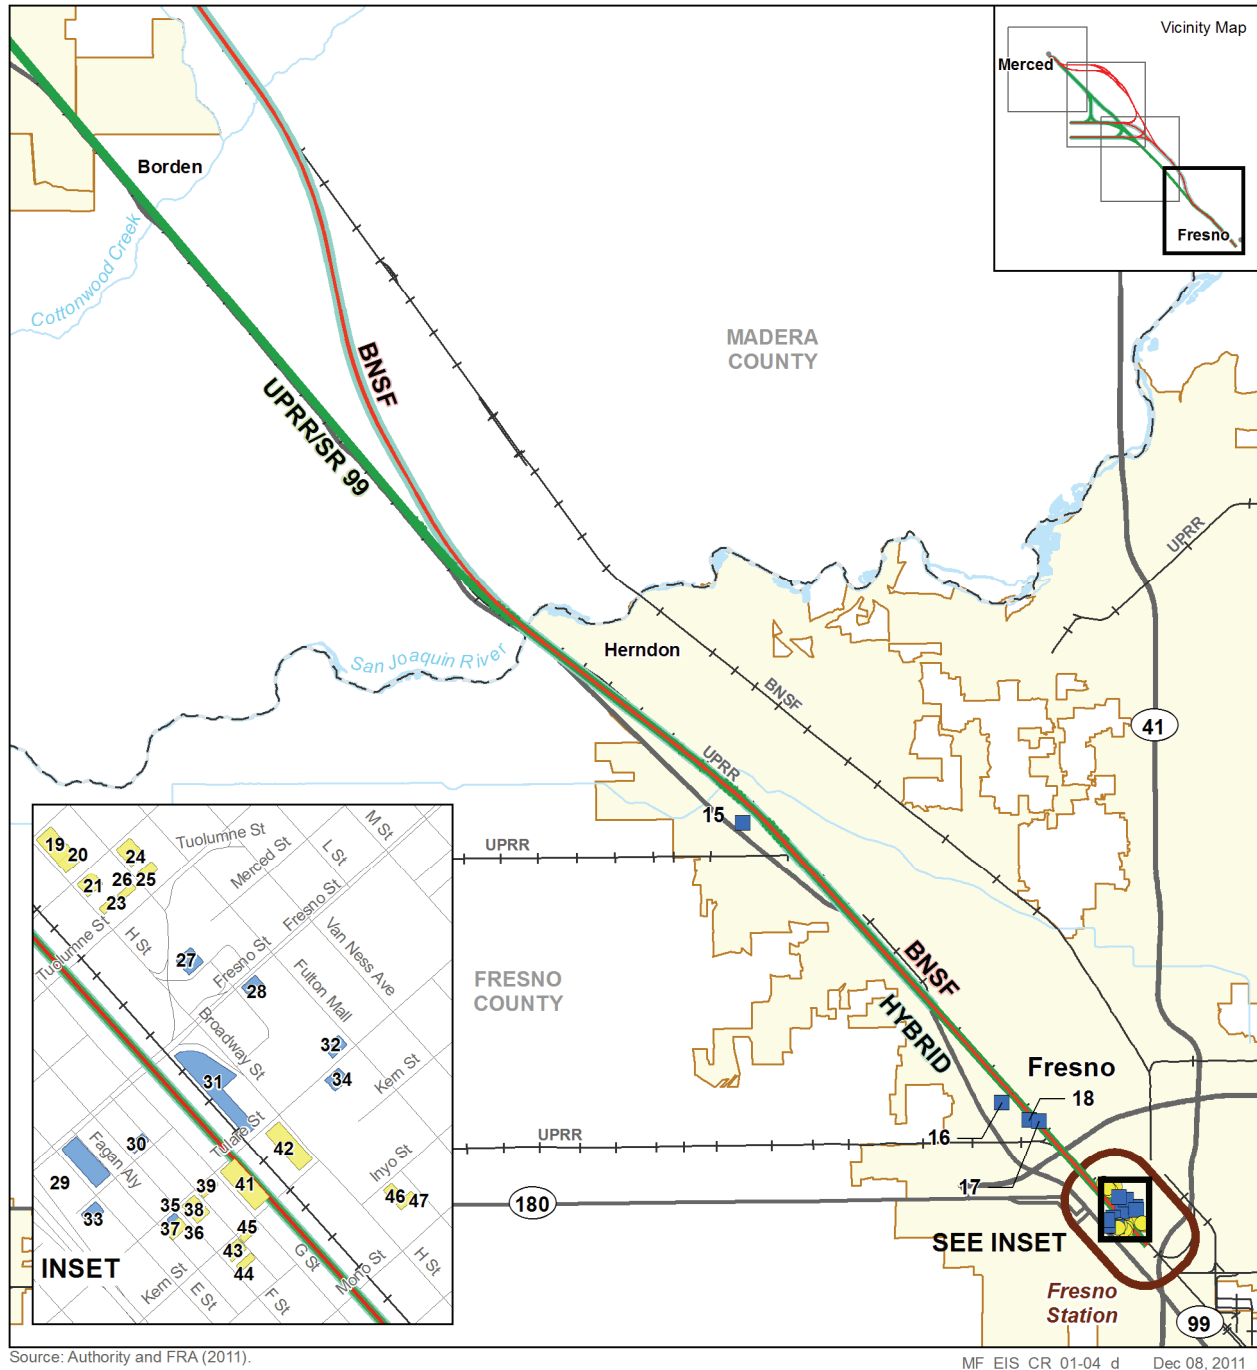 Vicinity Map
Merced
Fresno
Borden
Cottonwood Creek
BNSF
UPRR/SR 99
MADERA
COUNTY
UPRR
San Joaquin River
Herndon
BNSF
41
UPRR
15
UPRR
FRESNO
COUNTY
BNSF
HYBRID
Fresno
18
16
UPRR
17
180
SEE INSET
Fresno
Station
99
M St
Tuolumne St
L St
Merced St
19
20
24
26
25
21
23
Fresno St
Tuolumne St
H St
Van Ness Ave
27
Fresno St
28
Fulton Mall
Broadway St
32
34
Kern St
31
Tulare St
30
42
Fagan Aly
Inyo St
29
39
41
46
47
35
38
33
37
36
45
43
44
G St
Mono St
H St
INSET
Kern St
E St
F St
Source: Authority and FRA (2011).
MF_EIS_CR_01-04_d Dec 08, 2011